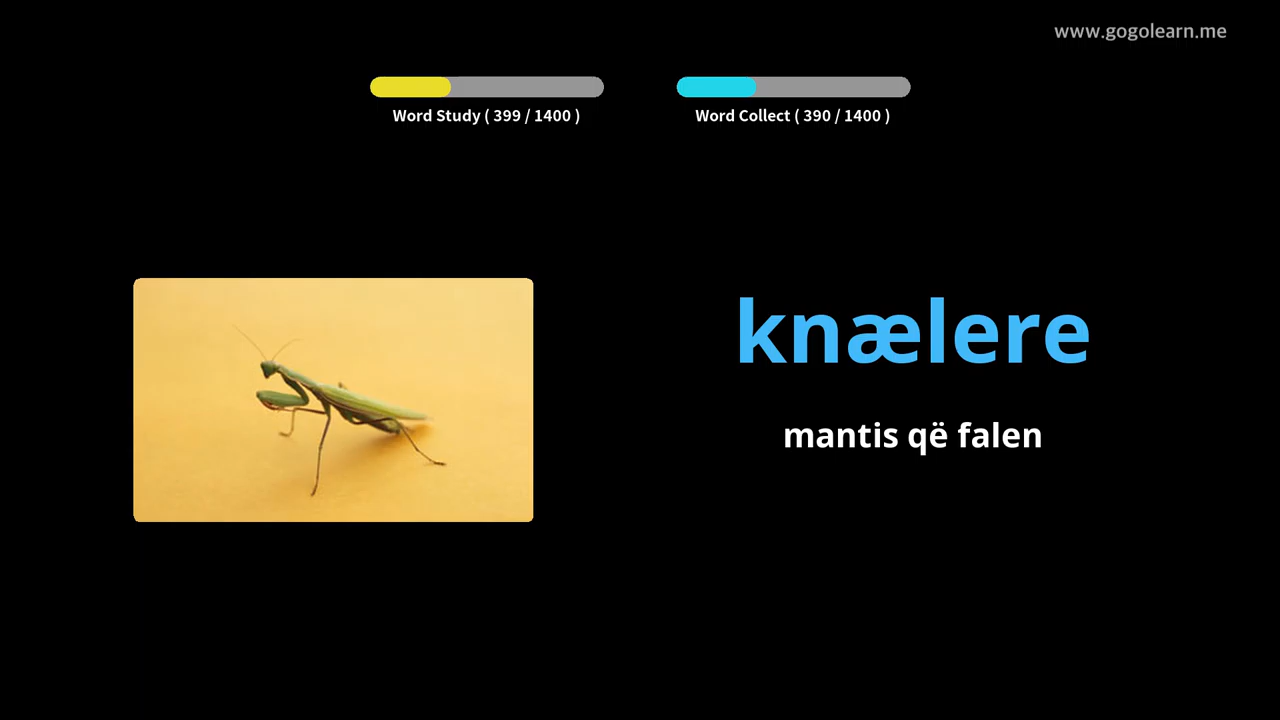 www.gogolearn.me
Word Study ( 399 / 1400 )
Word Collect ( 390 / 1400 )
knælere
mantis që falen